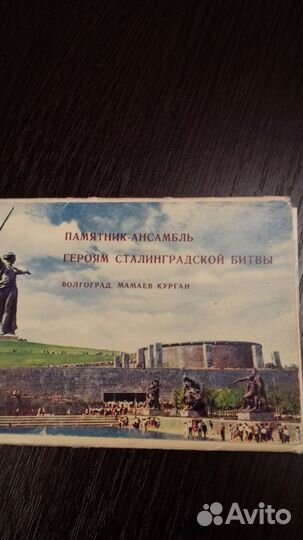 ПАМЯТНИК-АНСАМБЛЬ
ГЕРОЯМ СТАЛИНГРАДСКОЙ БИТВЫ
ВОЛГОГРАД. МАМАЕВ КУРГАН
Avito